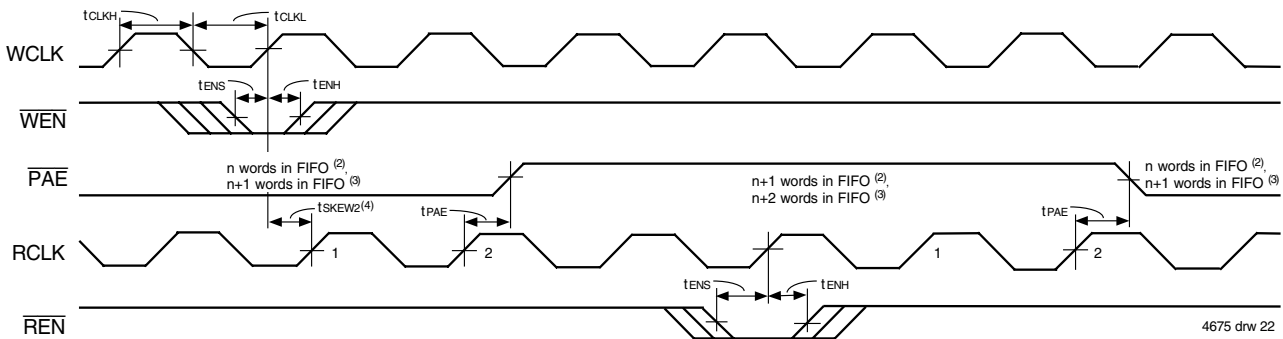 tCLKH
tCLKL
WCLK
tENS
tENH
WEN
PAE
n words in FIFO (2),
n+1 words in FIFO (3)
n+1 words in FIFO (2),
n+2 words in FIFO (3)
n words in FIFO (2),
n+1 words in FIFO (3)
tSKEW2(4)
tPAE
tPAE
RCLK
1
2
1
2
tENS
tENH
REN
4675 drw 22